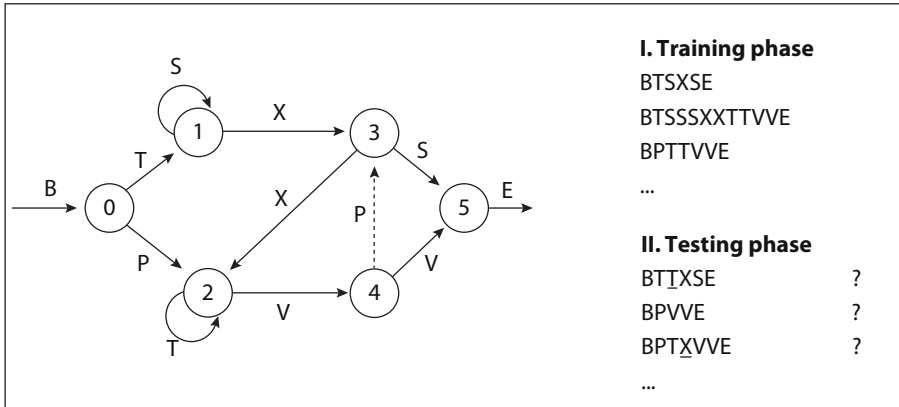 S
1
X
3
T
S
B
0
X
P
5
E
P
2
V
4
V
T
I. Training phase
BTSXSE
BTSSSXXTTVVE
BPTTVVE
...
II. Testing phase
BTTXSE ?
BPVVE ?
BPTXVVE ?
...